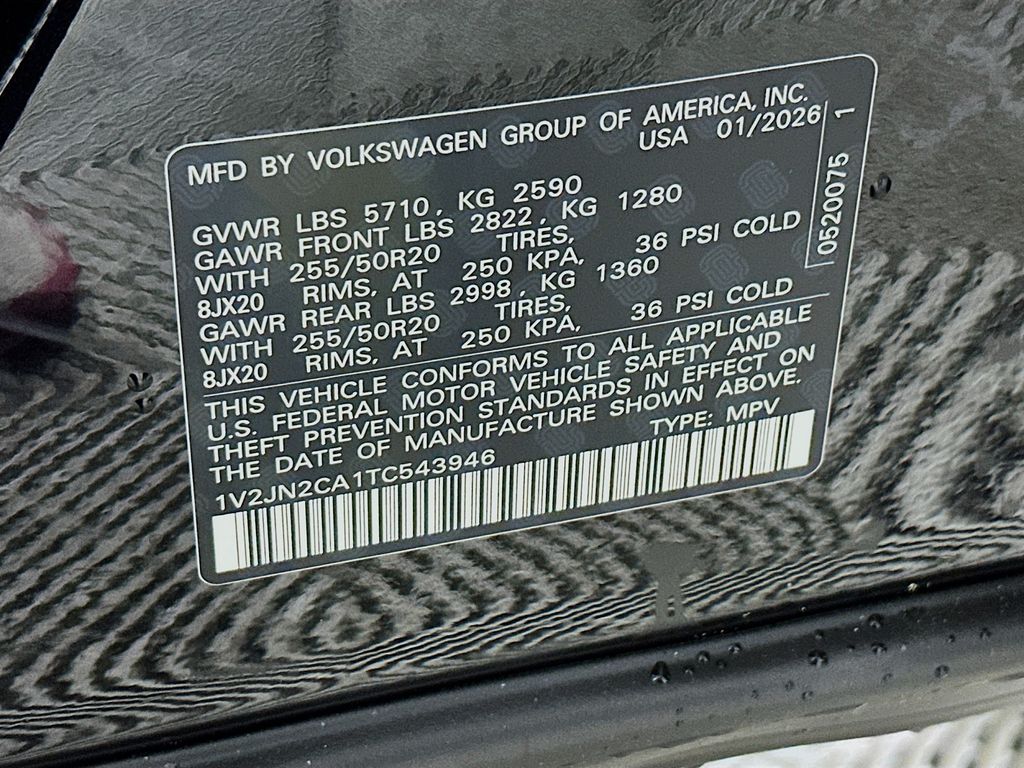 MFD BY VOLKSWAGEN GROUP OF AMERICA, INC.
USA 01/2026
GVWR LBS 5710, KG 2590
GAWR FRONT LBS 2822, KG 1280
WITH 255/50R20 TIRES,
8JX20 RIMS, AT 250 KPA, 36 PSI COLD
GAWR REAR LBS 2998, KG 1360
WITH 255/50R20 TIRES,
8JX20 RIMS, AT 250 KPA, 36 PSI COLD
THIS VEHICLE CONFORMS TO ALL APPLICABLE
U.S. FEDERAL MOTOR VEHICLE SAFETY AND
THEFT PREVENTION STANDARDS IN EFFECT ON
THE DATE OF MANUFACTURE SHOWN ABOVE.
1V2JN2CA1TC543946 TYPE: MPV
0520075 1